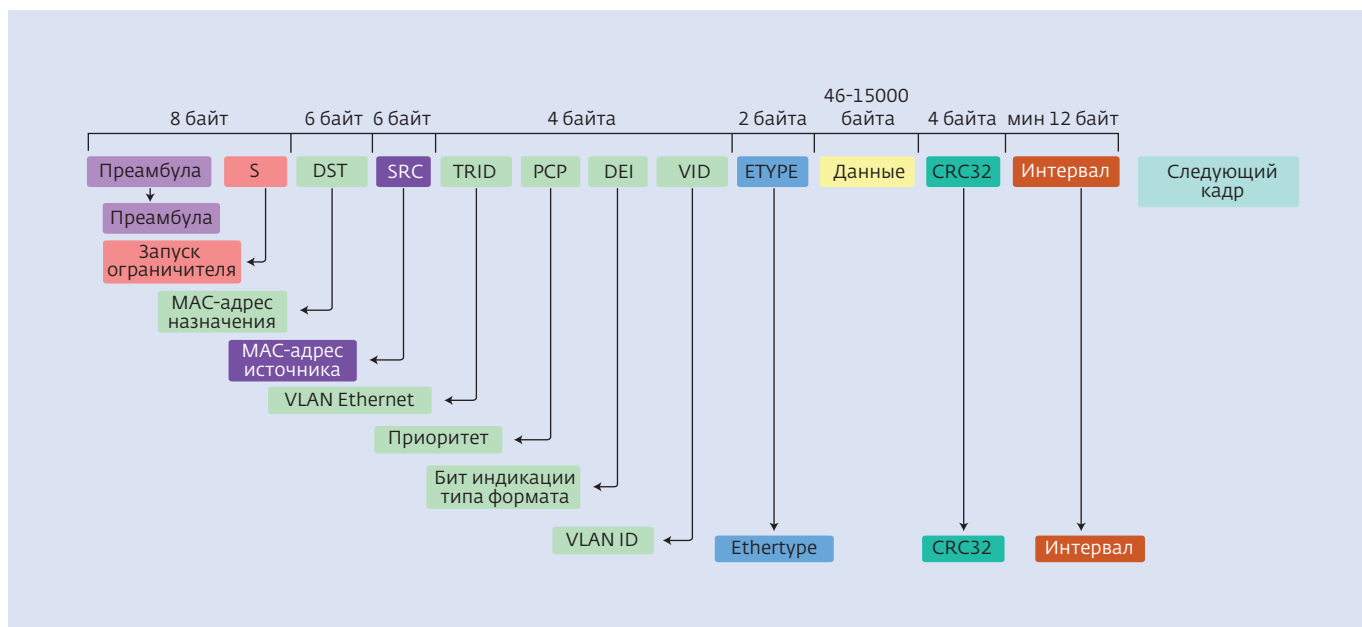 46-15000
8 байт 6 байт 6 байт 4 байта 2 байта байта 4 байта мин 12 байт
Преамбула S DST SRC TRID PCP DEI VID ETYPE Данные CRC32 Интервал Следующий
кадр
Преамбула
Запуск
ограничителя
МАС-адрес
назначения
МАС-адрес
источника
VLAN Ethernet
Приоритет
Бит индикации
типа формата
VLAN ID
Ethertype CRC32 Интервал